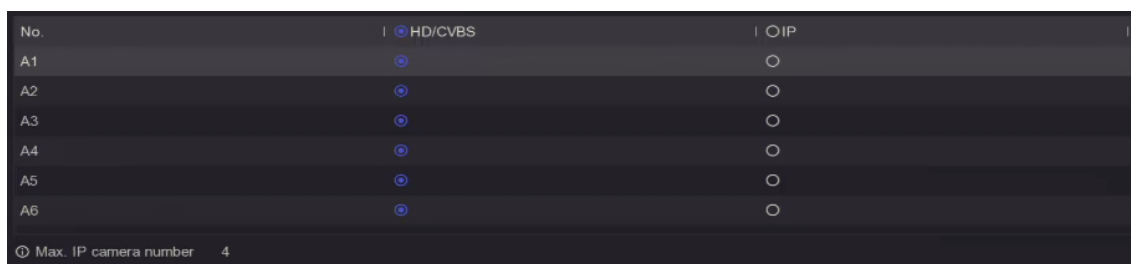 No. HD/CVBS IP
A1
A2
A3
A4
A5
A6
Max. IP camera number 4